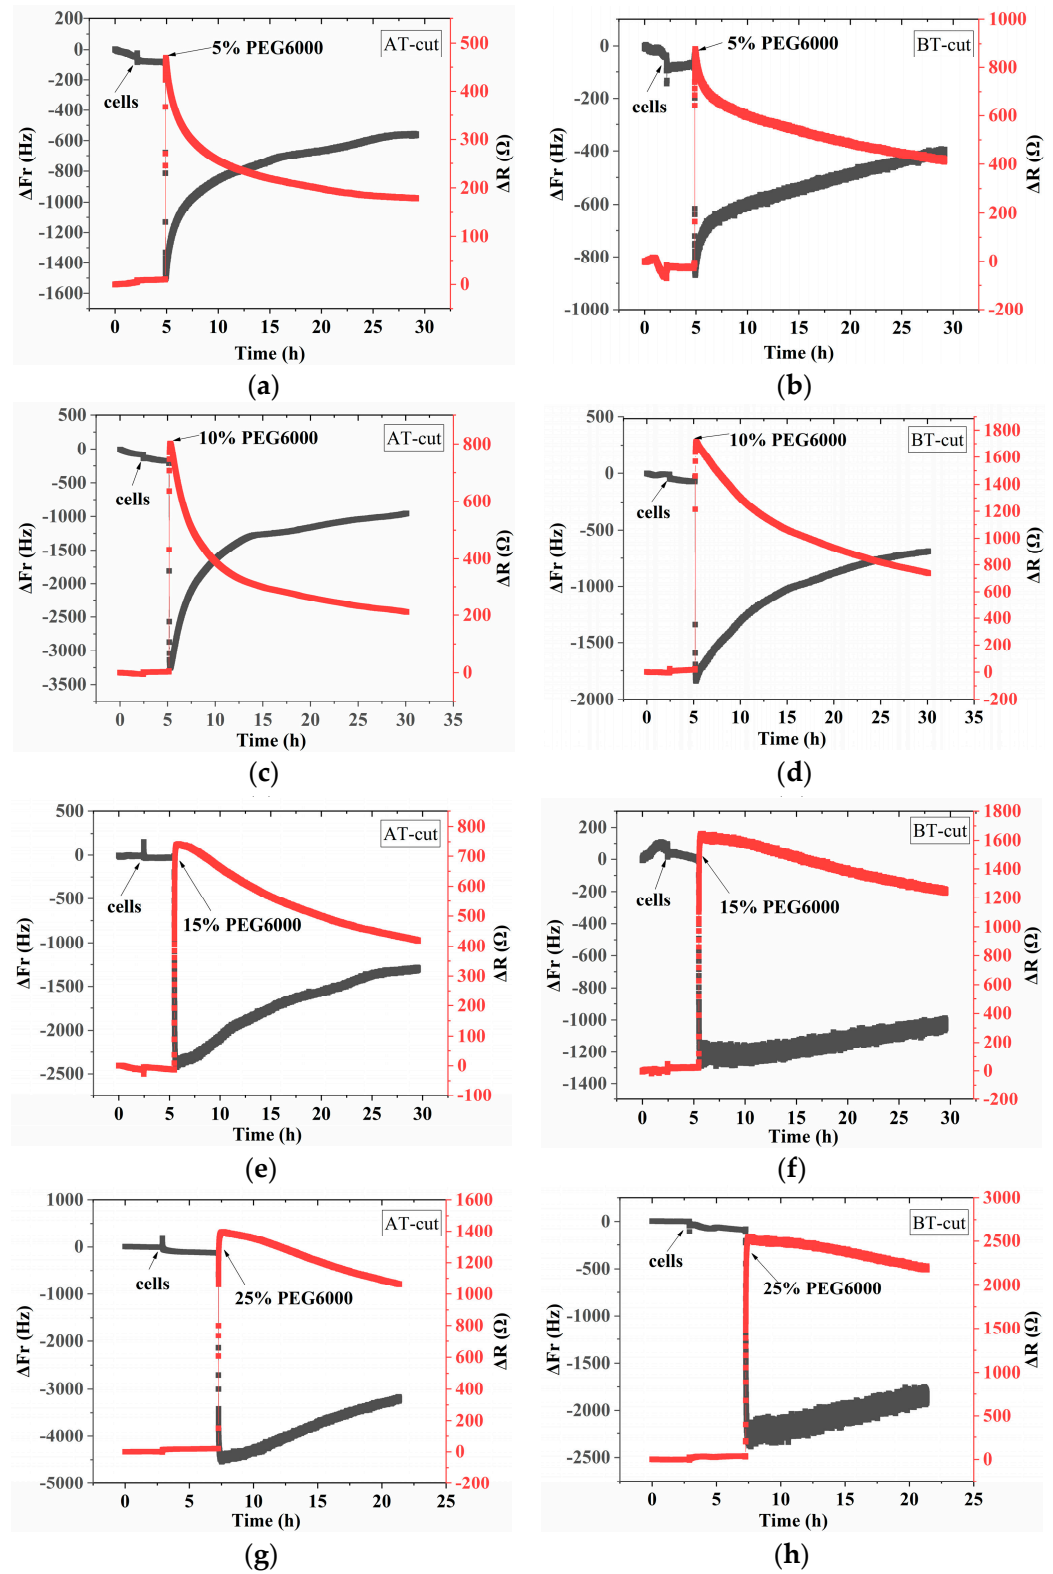 200
0
-200
-400
-600
-800
-1000
-1200
-1400
-1600
ΔFr (Hz)
5% PEG6000
AT-cut
cells
500
400
300
200
100
0
ΔR (Ω)
0 5 10 15 20 25 30
Time (h)
(a)
0
-200
-400
-600
-800
-1000
ΔFr (Hz)
5% PEG6000
BT-cut
cells
1000
800
600
400
200
0
-200
ΔR (Ω)
0 5 10 15 20 25 30
Time (h)
(b)
500
0
-500
-1000
-1500
-2000
-2500
-3000
-3500
ΔFr (Hz)
10% PEG6000
AT-cut
cells
800
600
400
200
0
ΔR (Ω)
0 5 10 15 20 25 30 35
Time (h)
(c)
500
0
-500
-1000
-1500
-2000
ΔFr (Hz)
10% PEG6000
BT-cut
cells
1800
1600
1400
1200
1000
800
600
400
200
0
-200
ΔR (Ω)
0 5 10 15 20 25 30 35
Time (h)
(d)
500
0
-500
-1000
-1500
-2000
-2500
ΔFr (Hz)
AT-cut
cells
15% PEG6000
800
700
600
500
400
300
200
100
0
-100
ΔR (Ω)
0 5 10 15 20 25 30
Time (h)
(e)
200
0
-200
-400
-600
-800
-1000
-1200
-1400
ΔFr (Hz)
BT-cut
cells
15% PEG6000
1800
1600
1400
1200
1000
800
600
400
200
0
-200
ΔR (Ω)
0 5 10 15 20 25 30
Time (h)
(f)
1000
0
-1000
-2000
-3000
-4000
-5000
ΔFr (Hz)
AT-cut
cells
25% PEG6000
1600
1400
1200
1000
800
600
400
200
0
-200
ΔR (Ω)
0 5 10 15 20 25
Time (h)
(g)
0
-500
-1000
-1500
-2000
-2500
ΔFr (Hz)
BT-cut
cells
25% PEG6000
3000
2500
2000
1500
1000
500
0
ΔR (Ω)
0 5 10 15 20 25
Time (h)
(h)